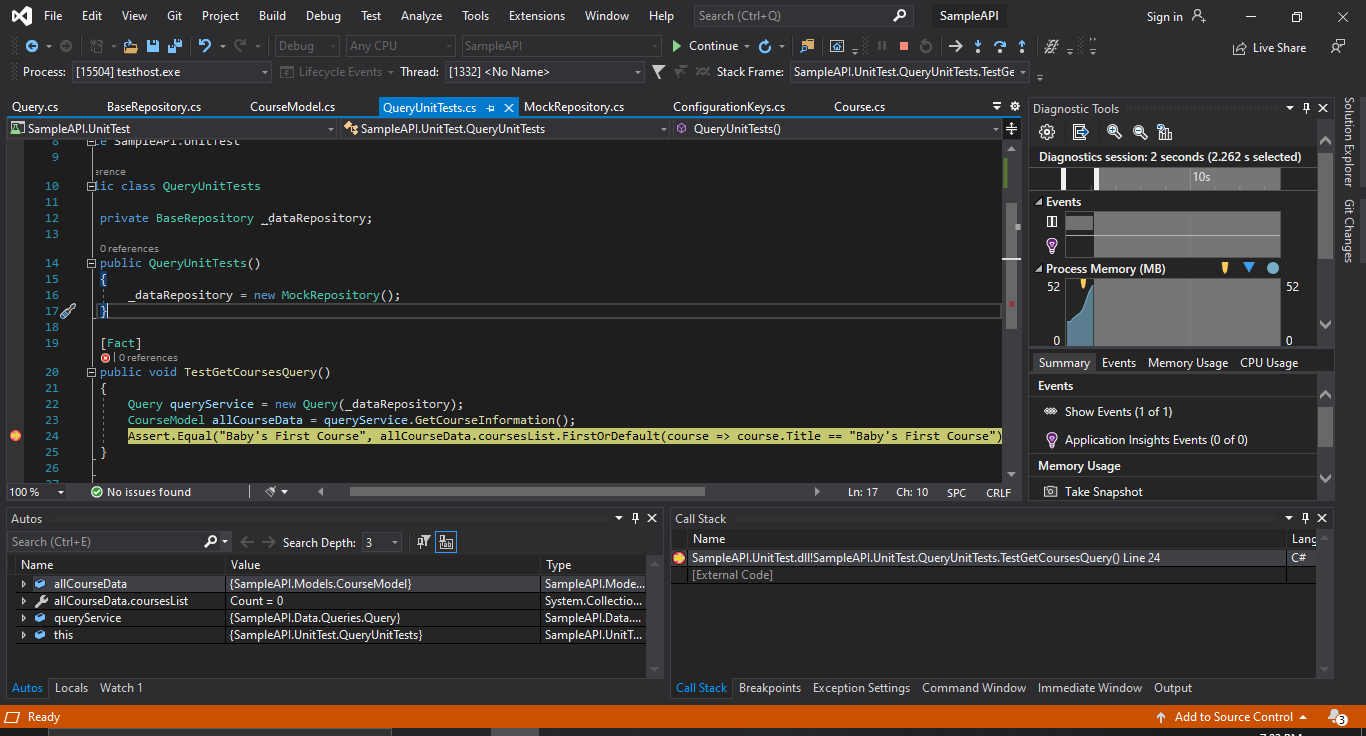 File Edit View Git Project Build Debug Test Analyze Tools Extensions Window Help Search (Ctrl+Q) SampleAPI Sign in
Debug Any CPU SampleAPI Continue Live Share
Process: [15504] testhost.exe Lifecycle Events Thread: [1332] <No Name> Stack Frame: SampleAPI.UnitTest.QueryUnitTests.TestGe
Query.cs BaseRepository.cs CourseModel.cs QueryUnitTests.cs MockRepository.cs ConfigurationKeys.cs Course.cs
SampleAPI.UnitTest SampleAPI.UnitTest.QueryUnitTests QueryUnitTests()
8 e SampleAPI.UnitTest
9
erence
10 lic class QueryUnitTests
11
12 private BaseRepository _dataRepository;
13
0 references
14 public QueryUnitTests()
15 {
16 _dataRepository = new MockRepository();
17 }
18
19 [Fact]
0 references
20 public void TestGetCoursesQuery()
21 {
22 Query queryService = new Query(_dataRepository);
23 CourseModel allCourseData = queryService.GetCourseInformation();
24 Assert.Equal("Baby's First Course", allCourseData.coursesList.FirstOrDefault(course => course.Title == "Baby's First Course")
25 }
26
27
100 % No issues found Ln: 17 Ch: 10 SPC CRLF
Diagnostic Tools
Diagnostics session: 2 seconds (2.262 s selected)
10s
Events
Process Memory (MB)
52 52
0 0
Summary Events Memory Usage CPU Usage
Events
Show Events (1 of 1)
Application Insights Events (0 of 0)
Memory Usage
Take Snapshot
Solution Explorer
Git Changes
Autos
Search (Ctrl+E) Search Depth: 3
Name Value Type
allCourseData {SampleAPI.Models.CourseModel} SampleAPI.Mode...
allCourseData.coursesList Count = 0 System.Collectio...
queryService {SampleAPI.Data.Queries.Query} SampleAPI.Data....
this {SampleAPI.UnitTest.QueryUnitTests} SampleAPI.UnitT...
Autos Locals Watch 1
Call Stack
Name Lang
SampleAPI.UnitTest.dll!SampleAPI.UnitTest.QueryUnitTests.TestGetCoursesQuery() Line 24 C#
[External Code]
Call Stack Breakpoints Exception Settings Command Window Immediate Window Output
Ready Add to Source Control 3